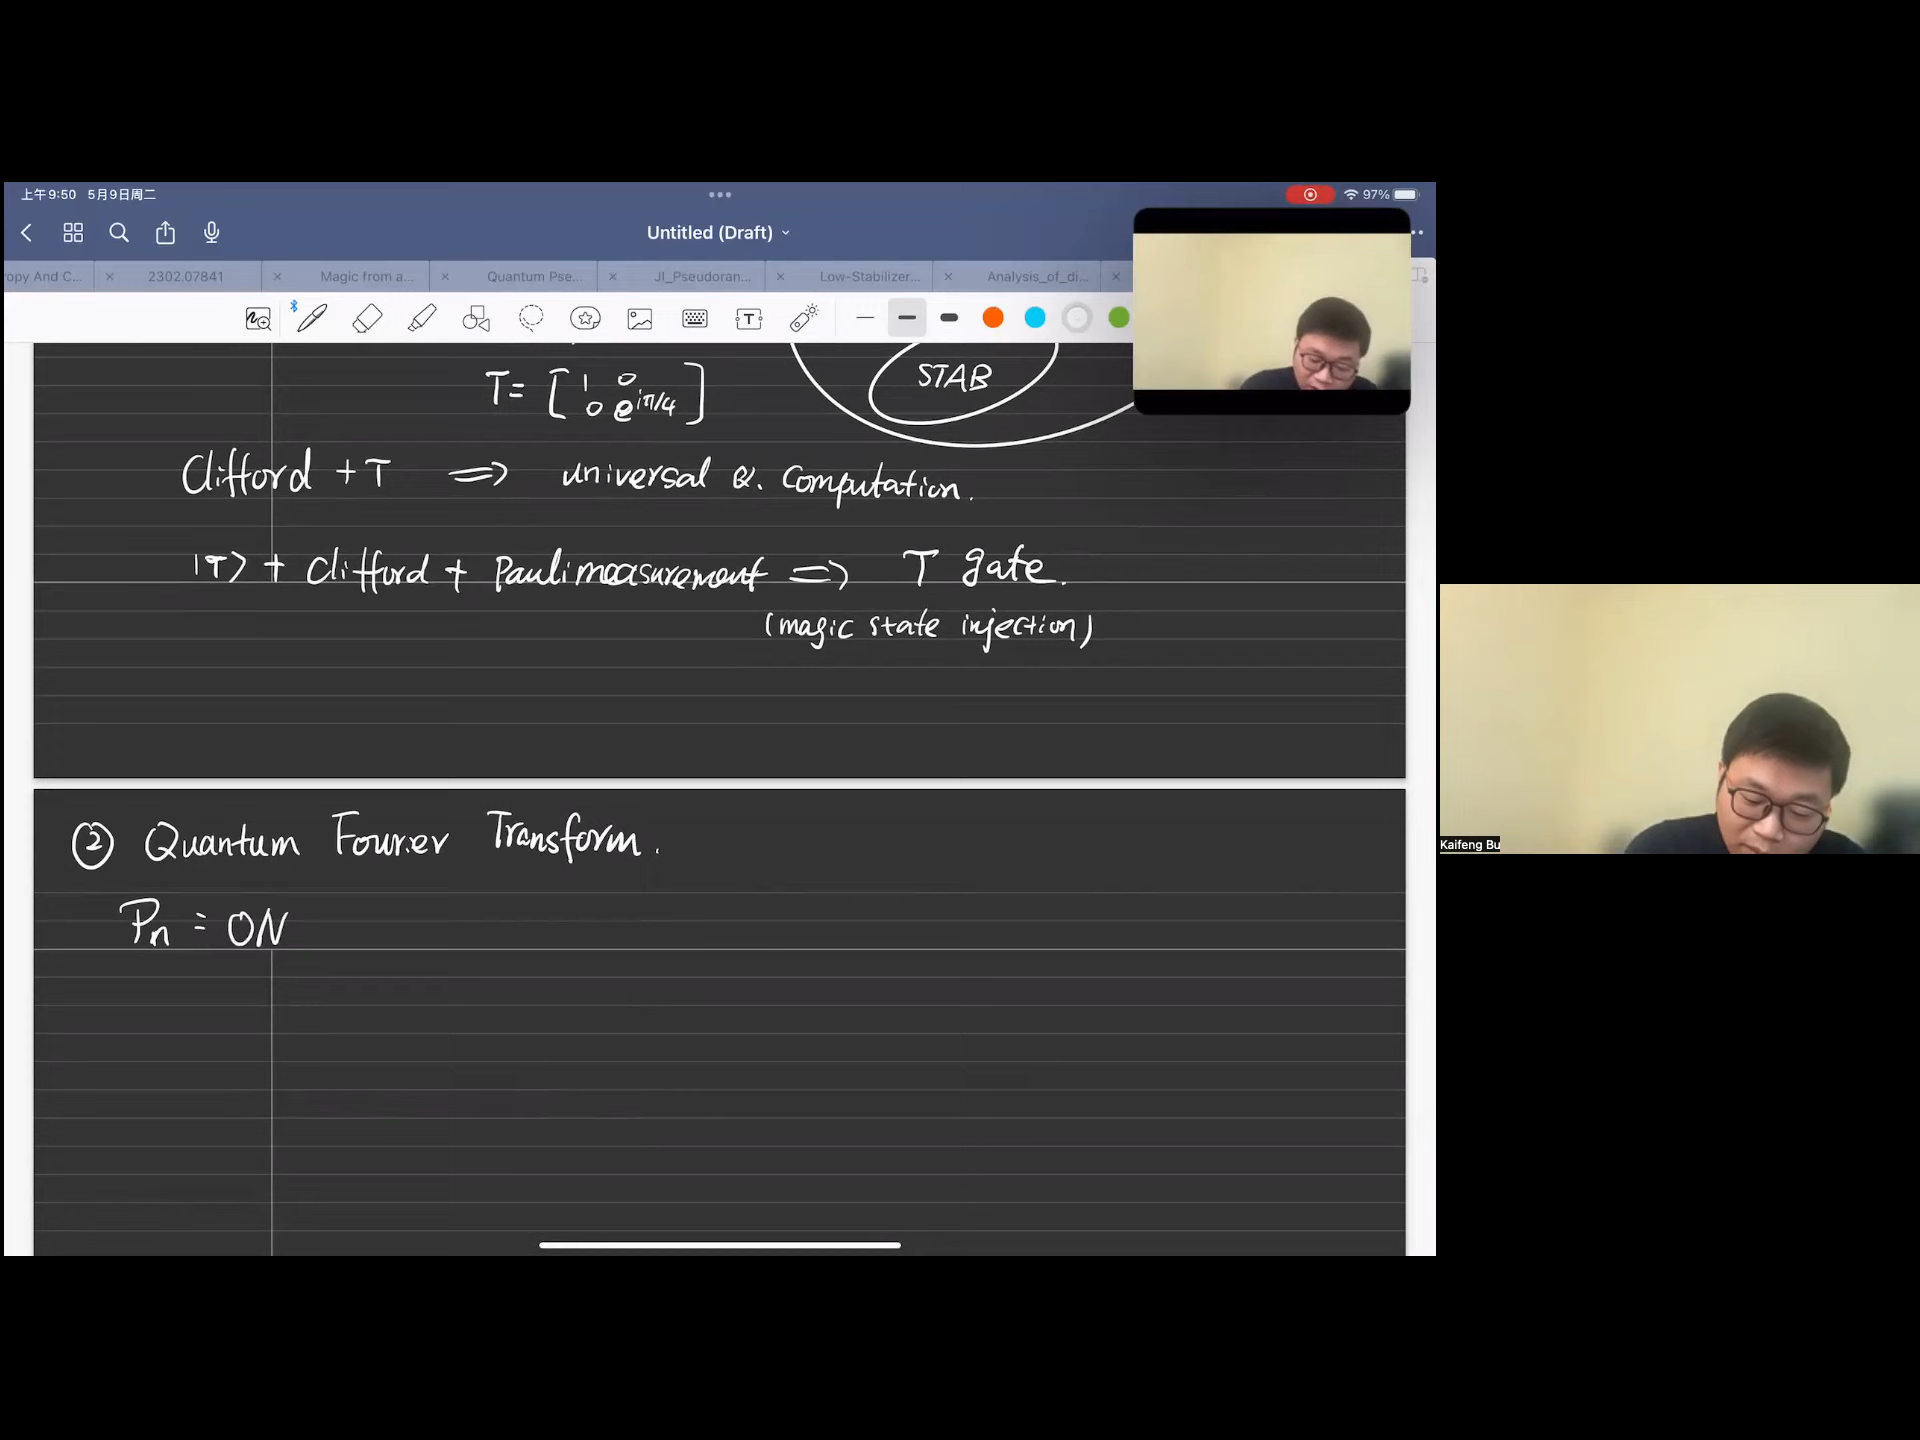 上午9:50 5月9日周二
97%
Untitled (Draft)
opy And C... 2302.07841 Magic from a... Quantum Pse... JI_Pseudoran... Low-Stabilizer... Analysis_of_di...
T
STAB
T= [ 1 0
0 e^{iπ/4} ]
Clifford + T ⟹ universal Q. computation.
|T⟩ + Clifford + Pauli measurement ⟹ T gate.
(magic state injection)
② Quantum Fourier Transform.
Pn = ON
Kaifeng Bu